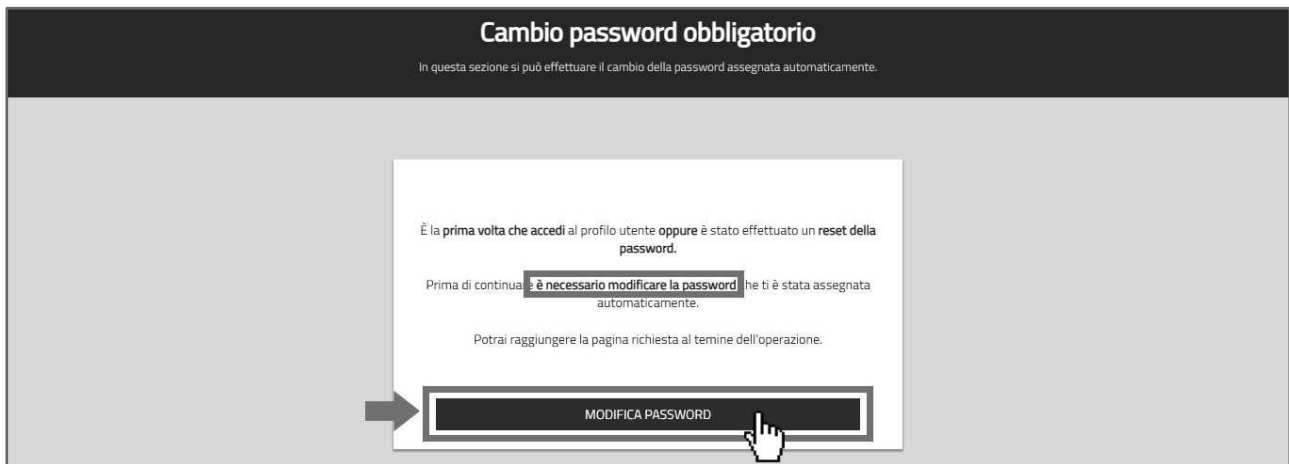 Cambio password obbligatorio
In questa sezione si può effettuare il cambio della password assegnata automaticamente.
È la prima volta che accedi al profilo utente oppure è stato effettuato un reset della
password.
Prima di continuare è necessario modificare la password che ti è stata assegnata
automaticamente.
Potrai raggiungere la pagina richiesta al temine dell'operazione.
MODIFICA PASSWORD